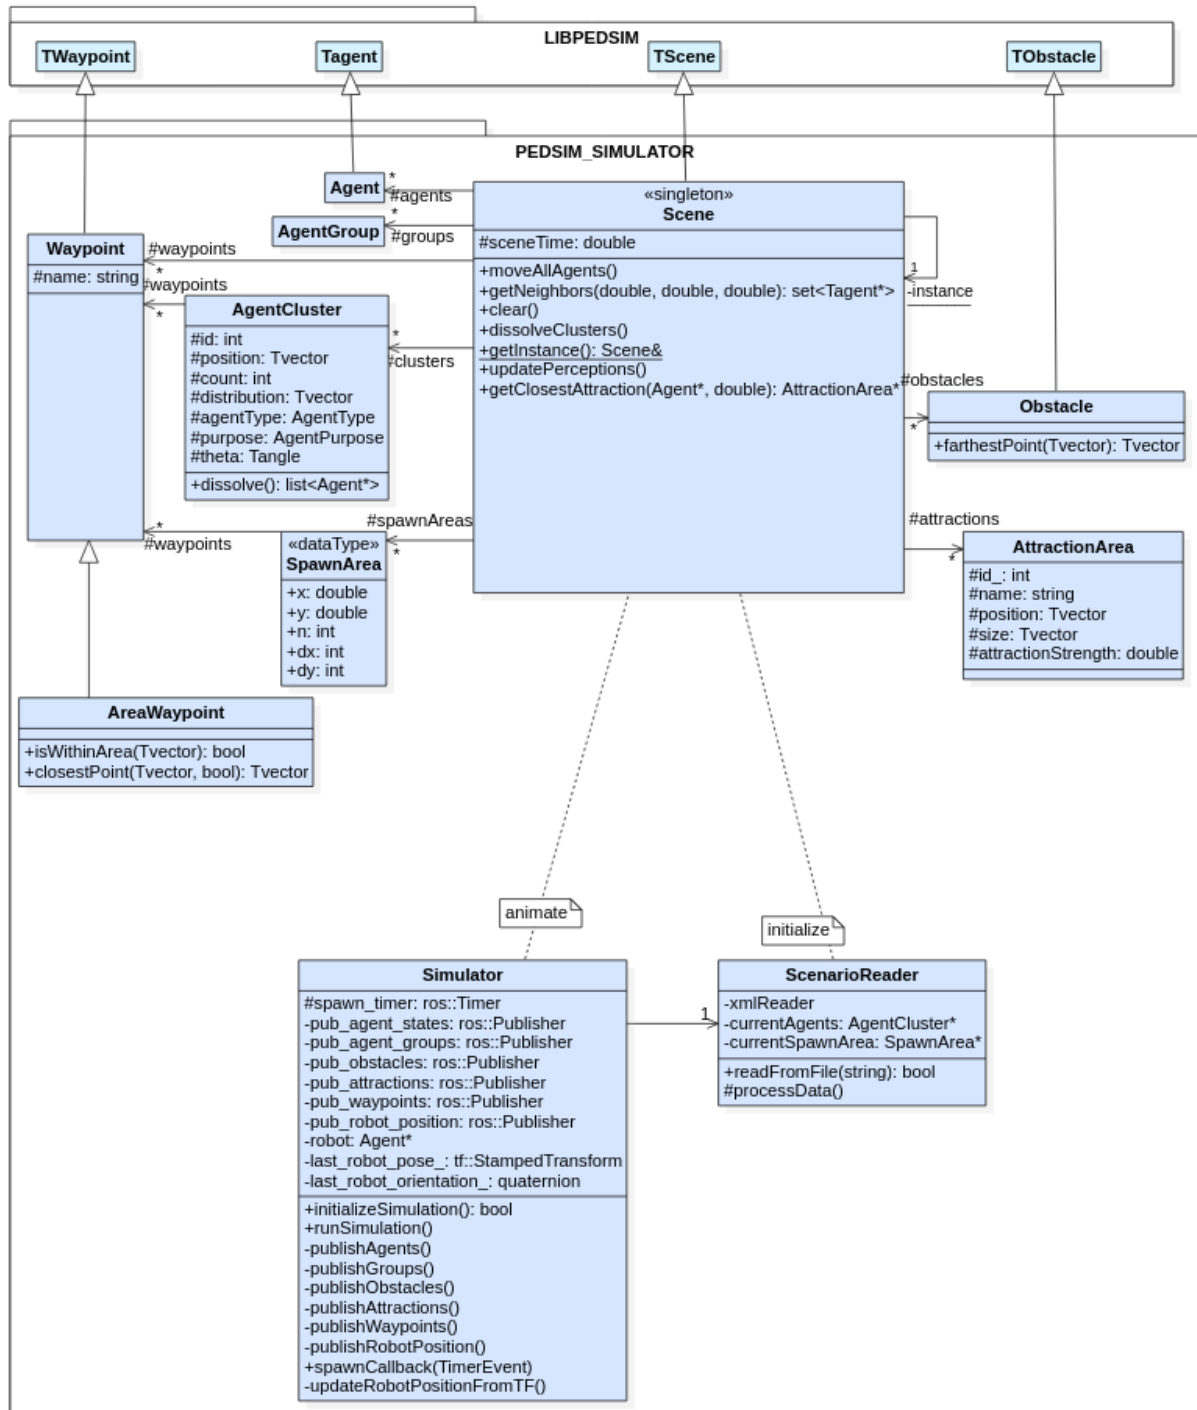 LIBPEDSIM
TWaypoint
Tagent
TScene
TObstacle
PEDSIM_SIMULATOR
Agent
*
#agents
*
AgentGroup
#groups
«singleton»
Scene
#sceneTime: double
+moveAllAgents()
+getNeighbors(double, double, double): set<Tagent*>
+clear()
+dissolveClusters()
+getInstance(): Scene&
+updatePerceptions()
+getClosestAttraction(Agent*, double): AttractionArea*
1
-instance
Waypoint
#name: string
#waypoints
*
#waypoints
*
AgentCluster
#id: int
#position: Tvector
#count: int
#distribution: Tvector
#agentType: AgentType
#purpose: AgentPurpose
#theta: Tangle
+dissolve(): list<Agent*>
*
#clusters
#obstacles
*
Obstacle
+farthestPoint(Tvector): Tvector
#spawnAreas
*
*
#waypoints
«dataType»
SpawnArea
+x: double
+y: double
+n: int
+dx: int
+dy: int
#attractions
*
AttractionArea
#id_: int
#name: string
#position: Tvector
#size: Tvector
#attractionStrength: double
AreaWaypoint
+isWithinArea(Tvector): bool
+closestPoint(Tvector, bool): Tvector
animate
initialize
Simulator
#spawn_timer: ros::Timer
-pub_agent_states: ros::Publisher
-pub_agent_groups: ros::Publisher
-pub_obstacles: ros::Publisher
-pub_attractions: ros::Publisher
-pub_waypoints: ros::Publisher
-pub_robot_position: ros::Publisher
-robot: Agent*
-last_robot_pose_: tf::StampedTransform
-last_robot_orientation_: quaternion
+initializeSimulation(): bool
+runSimulation()
-publishAgents()
-publishGroups()
-publishObstacles()
-publishAttractions()
-publishWaypoints()
-publishRobotPosition()
+spawnCallback(TimerEvent)
-updateRobotPositionFromTF()
1
ScenarioReader
-xmlReader
-currentAgents: AgentCluster*
-currentSpawnArea: SpawnArea*
+readFromFile(string): bool
#processData()